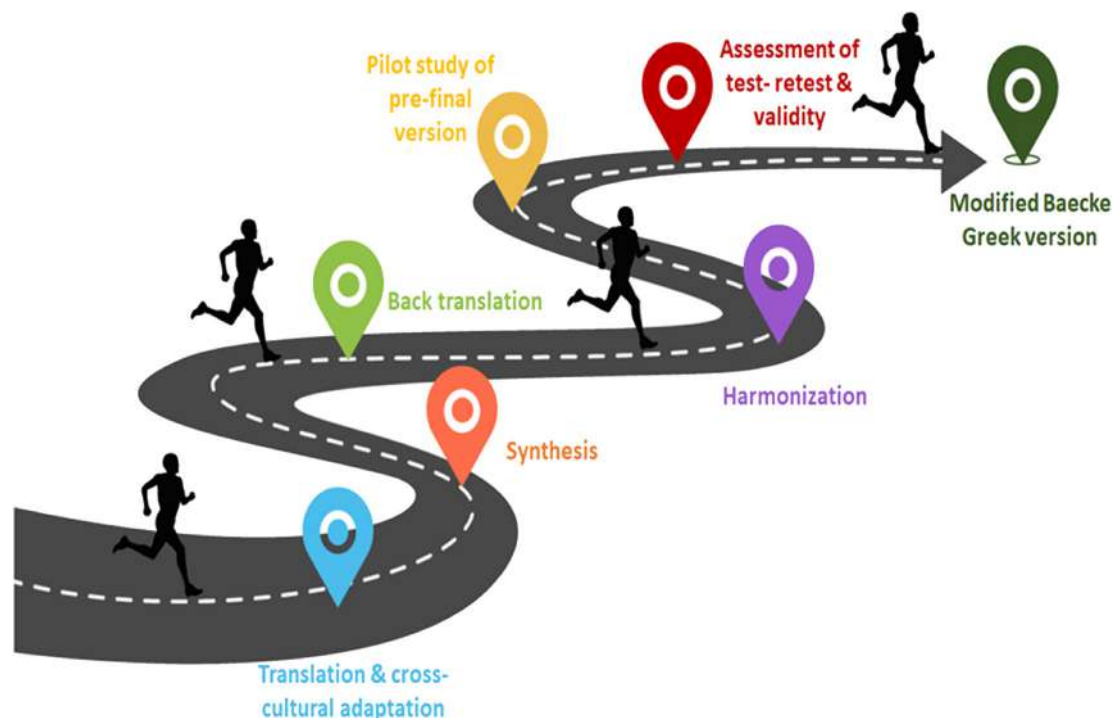 Pilot study of
pre-final
version
Assessment of
test- retest &
validity
Modified Baecke
Greek version
Back translation
Harmonization
Synthesis
Translation & cross-
cultural adaptation